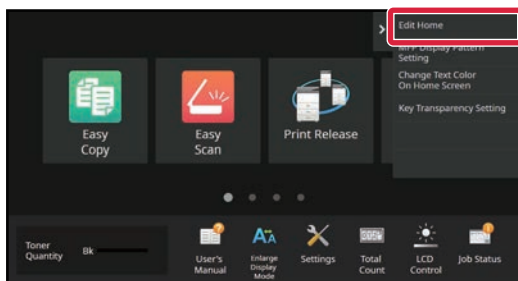 Edit Home
MFP Display Pattern
Setting
Change Text Color
On Home Screen
Key Transparency Setting
Easy
Copy
Easy
Scan
Print Release
Toner
Quantity
Bk
User's
Manual
Enlarge
Display
Mode
Settings
Total
Count
LCD
Control
Job Status